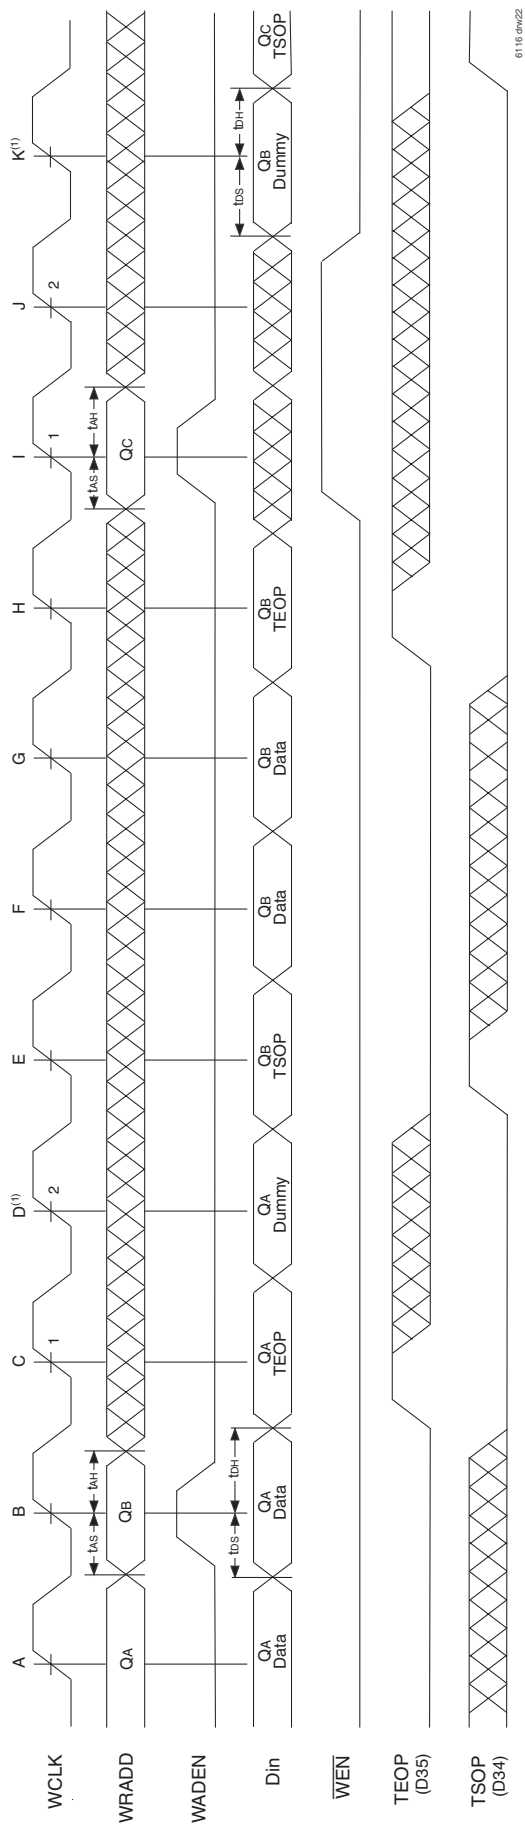 A B C D(1) E F G H I J K(1)
WCLK 1 2 1 2
tAS tAH tAS tAH
WRADD QA QB QC
WADEN
tDS tDH tDS tDH
Din QA Data QA Data QA TEOP QA Dummy QB TSOP QB Data QB Data QB TEOP QB Dummy QC TSOP
WEN
TEOP
(D35)
TSOP
(D34)
6116 drw22